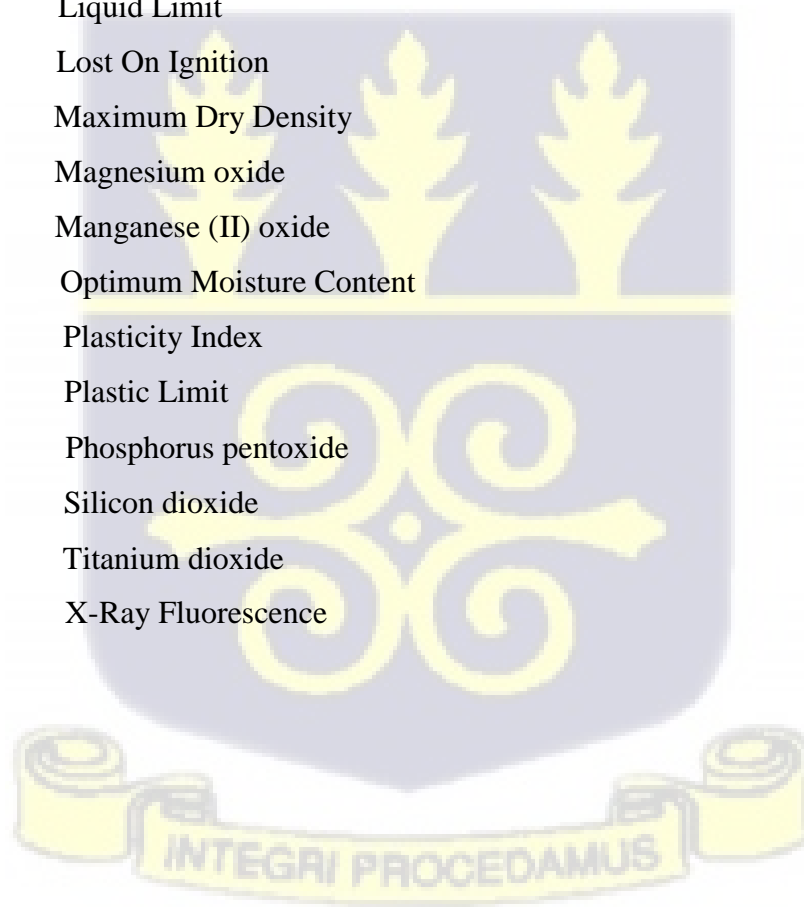 Liquid Limit
Lost On Ignition
Maximum Dry Density
Magnesium oxide
Manganese (II) oxide
Optimum Moisture Content
Plasticity Index
Plastic Limit
Phosphorus pentoxide
Silicon dioxide
Titanium dioxide
X-Ray Fluorescence
INTEGRI PROCEDAMUS